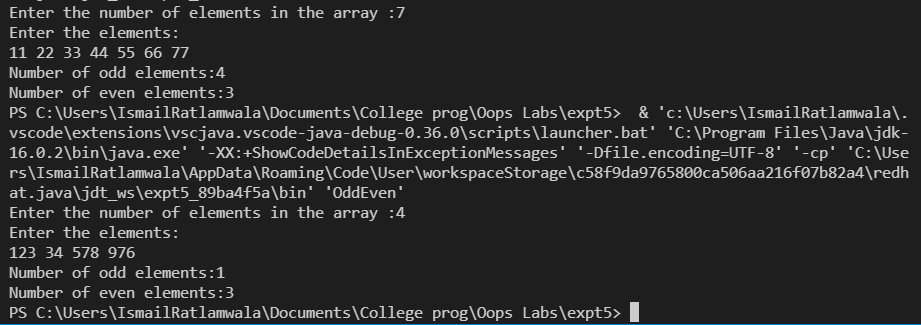 Enter the number of elements in the array :7
Enter the elements:
11 22 33 44 55 66 77
Number of odd elements:4
Number of even elements:3
PS C:\Users\IsmailRatlamwala\Documents\College prog\Oops Labs\expt5>  & 'c:\Users\IsmailRatlamwala\.
vscode\extensions\vscjava.vscode-java-debug-0.36.0\scripts\launcher.bat' 'C:\Program Files\Java\jdk-
16.0.2\bin\java.exe' '-XX:+ShowCodeDetailsInExceptionMessages' '-Dfile.encoding=UTF-8' '-cp' 'C:\Use
rs\IsmailRatlamwala\AppData\Roaming\Code\User\workspaceStorage\c58f9da9765800ca506aa216f07b82a4\redh
at.java\jdt_ws\expt5_89ba4f5a\bin' 'OddEven'
Enter the number of elements in the array :4
Enter the elements:
123 34 578 976
Number of odd elements:1
Number of even elements:3
PS C:\Users\IsmailRatlamwala\Documents\College prog\Oops Labs\expt5>